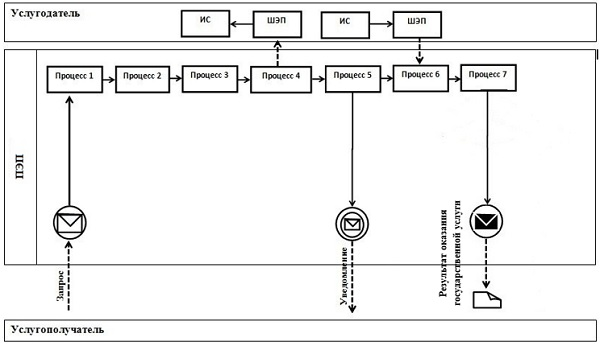 Услугодатель
ИС
ШЭП
ИС
ШЭП
ПЭП
Процесс 1
Процесс 2
Процесс 3
Процесс 4
Процесс 5
Процесс 6
Процесс 7
Запрос
Уведомление
Результат оказания
государственной услуги
Услугополучатель